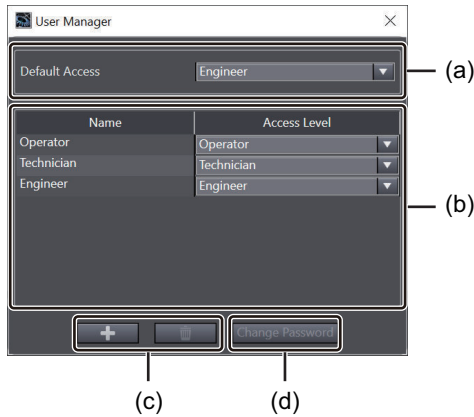 User Manager
Default Access Engineer (a)
Name Access Level
Operator Operator
Technician Technician
Engineer Engineer
(b)
Change Password
(c) (d)